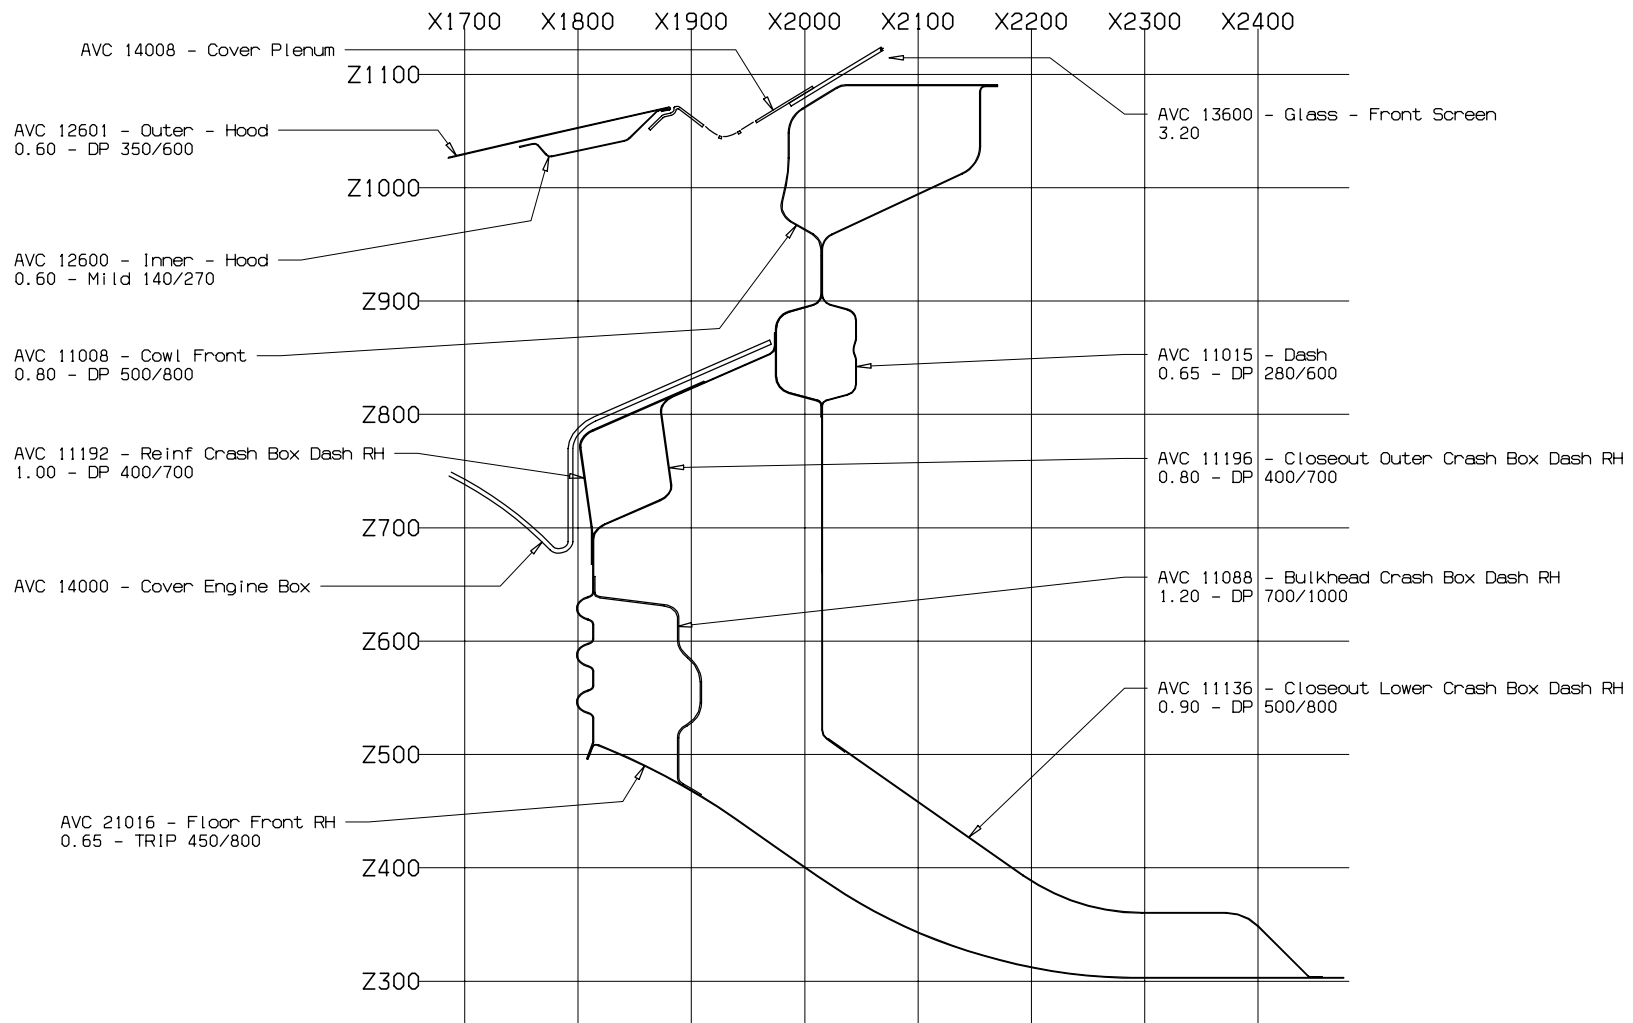 X1700 X1800 X1900 X2000 X2100 X2200 X2300 X2400
AVC 14008 - Cover Plenum
Z1100
AVC 13600 - Glass - Front Screen
3.20
AVC 12601 - Outer - Hood
0.60 - DP 350/600
Z1000
AVC 12600 - Inner - Hood
0.60 - Mild 140/270
Z900
AVC 11008 - Cowl Front
0.80 - DP 500/800
AVC 11015 - Dash
0.65 - DP 280/600
Z800
AVC 11192 - Reinf Crash Box Dash RH
1.00 - DP 400/700
AVC 11196 - Closeout Outer Crash Box Dash RH
0.80 - DP 400/700
Z700
AVC 14000 - Cover Engine Box
AVC 11088 - Bulkhead Crash Box Dash RH
1.20 - DP 700/1000
Z600
AVC 11136 - Closeout Lower Crash Box Dash RH
0.90 - DP 500/800
Z500
AVC 21016 - Floor Front RH
0.65 - TRIP 450/800
Z400
Z300